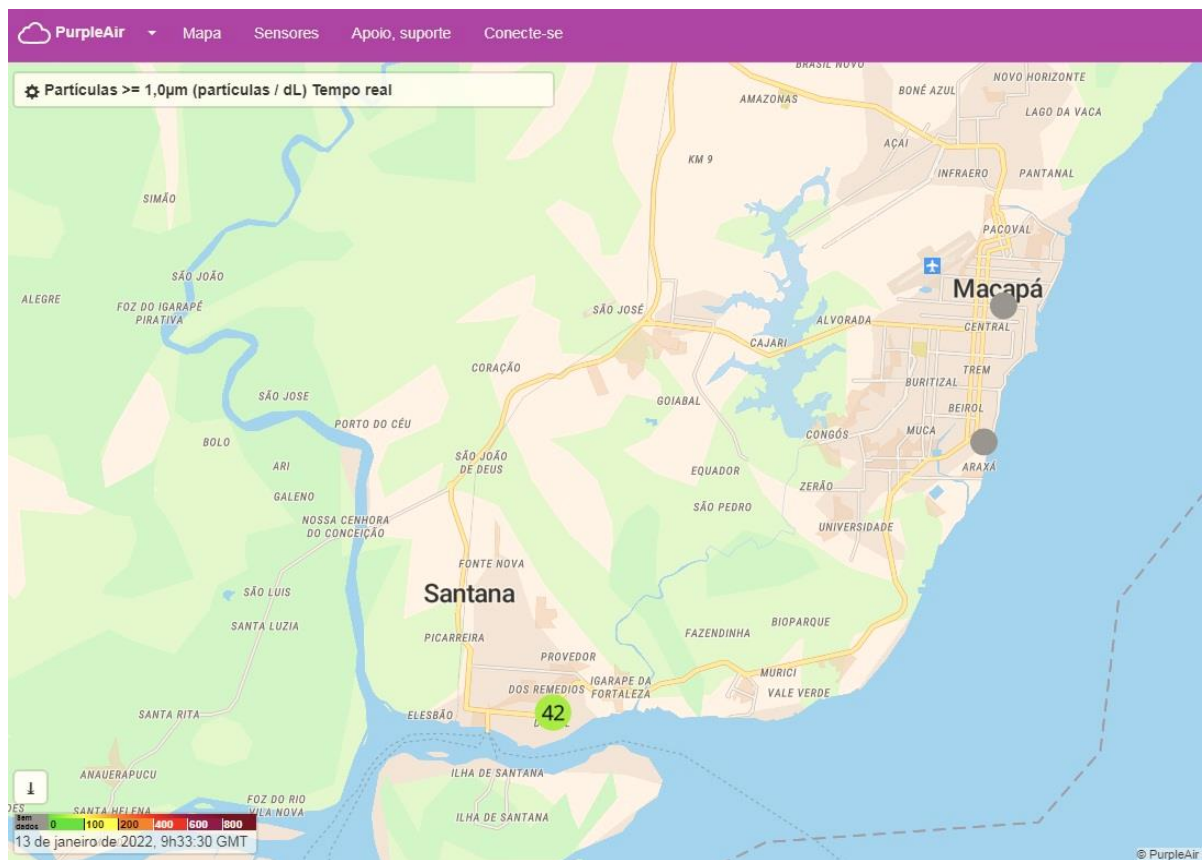 PurpleAir Mapa Sensores Apoio, suporte Conecte-se
Partículas >= 1,0µm (partículas / dL) Tempo real
BRASIL NOVO
NOVO HORIZONTE
AMAZONAS
BONÉ AZUL
LAGO DA VACA
AÇAI
KM 9
INFRAERO
PANTANAL
SIMÃO
PACOVAL
SÃO JOÃO
Macapá
ALEGRE
FOZ DO IGARAPÉ
PIRATIVA
SÃO JOSÉ
ALVORADA
CENTRAL
CAJARI
CORAÇÃO
TREM
BURITIZAL
SÃO JOSE
GOIABAL
BEIROL
PORTO DO CÉU
BOLO
CONGÓS
MUCA
SÃO JOÃO
DE DEUS
ARI
EQUADOR
ARAXÁ
GALENO
ZERÃO
SÃO PEDRO
NOSSA CENHORA
DO CONCEIÇÃO
UNIVERSIDADE
FONTE NOVA
SÃO LUIS
Santana
SANTA LUZIA
BIOPARQUE
PICARREIRA
FAZENDINHA
PROVEDOR
MURICI
DOS REMEDIOS
IGARAPE DA
FORTALEZA
VALE VERDE
SANTA RITA
ELESBÃO
42
ANAUERAPUCU
ILHA DE SANTANA
FOZ DO RIO
VILA NOVA
SANTA HELENA
ILHA DE SANTANA
Sem
dados 0 100 200 400 600 800
13 de janeiro de 2022, 9h33:30 GMT
© PurpleAir